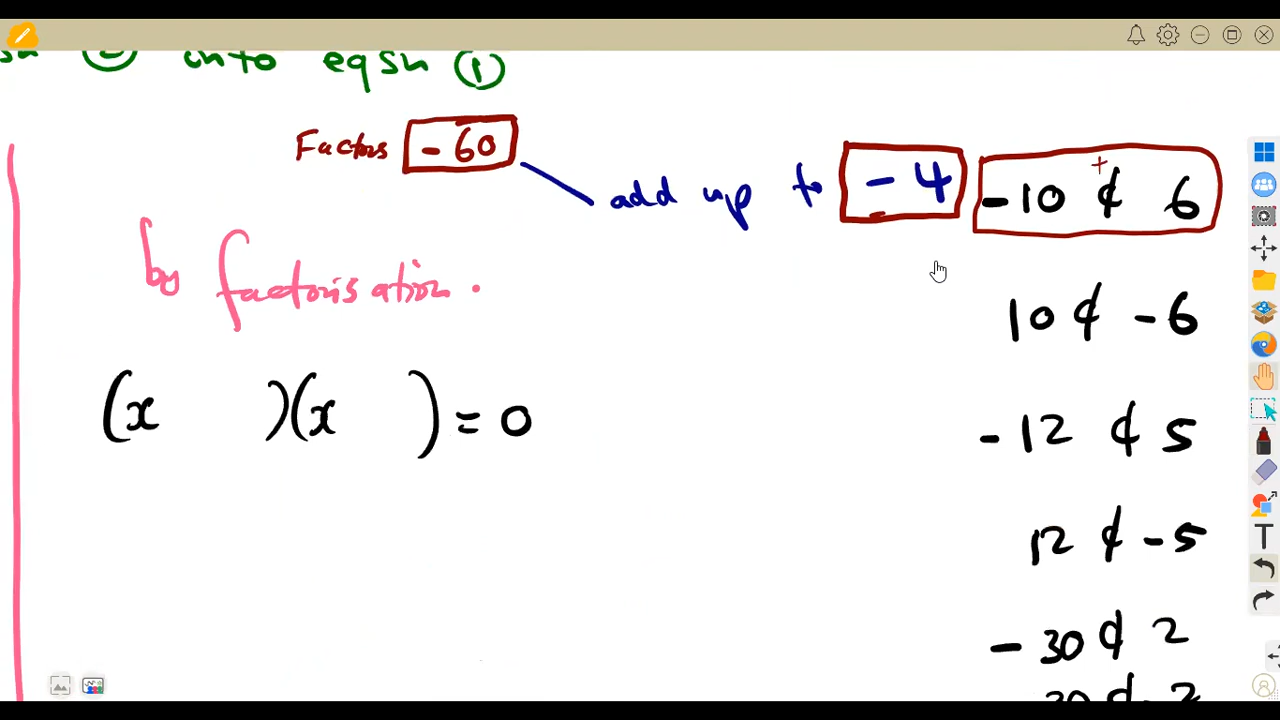 into eqsn ①
Factors -60
add up to -4 -10 & 6
+
by factorisation.
10 & -6
(x )(x ) = 0
-12 & 5
12 & -5
-30 & 2
T